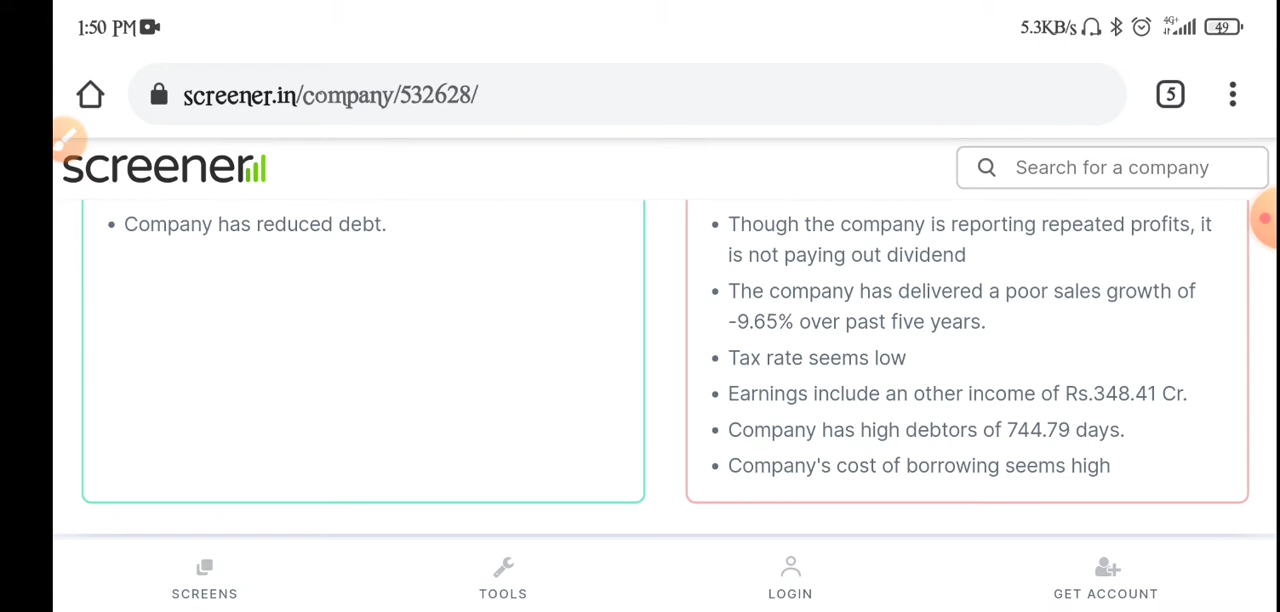 1:50 PM
5.3KB/s 4G+ 49
screener.in/company/532628/
5
screener
Search for a company
• Company has reduced debt.
• Though the company is reporting repeated profits, it
is not paying out dividend
• The company has delivered a poor sales growth of
-9.65% over past five years.
• Tax rate seems low
• Earnings include an other income of Rs.348.41 Cr.
• Company has high debtors of 744.79 days.
• Company's cost of borrowing seems high
SCREENS
TOOLS
LOGIN
GET ACCOUNT